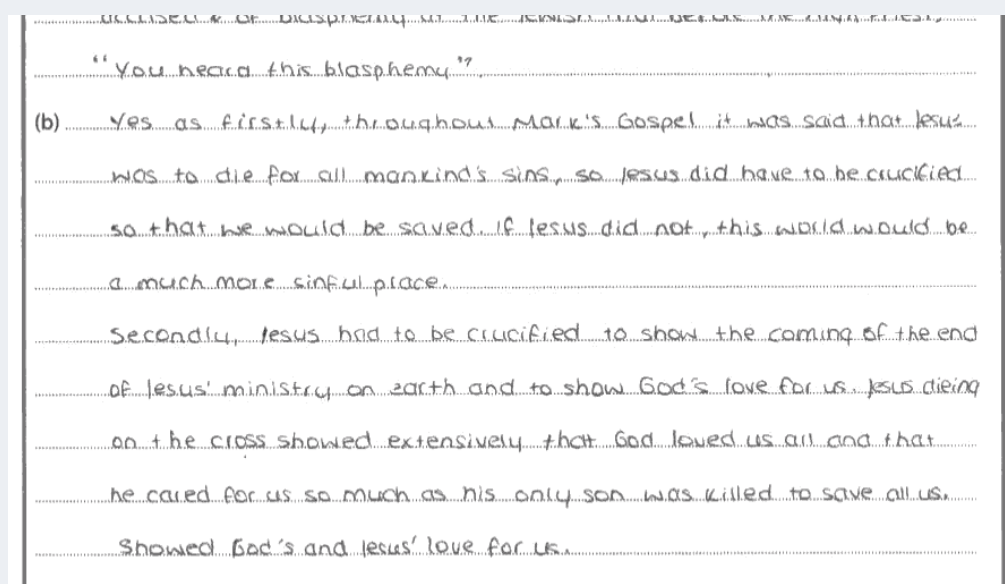 "You heard this blasphemy"?
(b) Yes as firstly, throughout Mark's Gospel it was said that Jesus
was to die for all mankind's sins, so Jesus did have to be crucified
so that we would be saved. If Jesus did not, this world would be
a much more sinful place.
Secondly, Jesus had to be crucified to show the coming of the end
of Jesus' ministry on earth and to show God's love for us. Jesus dieing
on the cross showed extensively that God loved us all and that
he cared for us so much as his only son was killed to save all us.
Showed God's and Jesus' love for us.